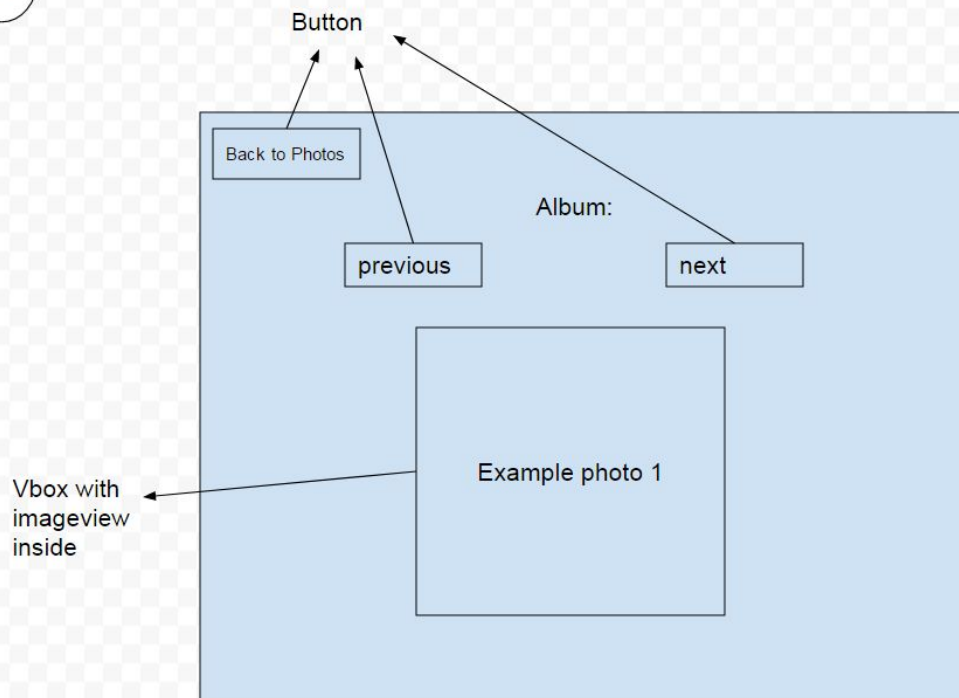 Button
Back to Photos
Album:
previous
next
Example photo 1
Vbox with
imageview
inside